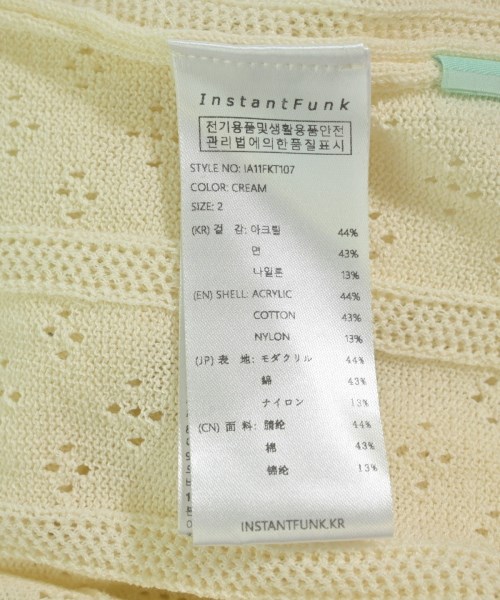 InstantFunk
전기용품및생활용품안전
관리법에의한품질표시
STYLE NO: IA11FKT107
COLOR: CREAM
SIZE: 2
(KR) 겉 감: 아크릴 44%
면 43%
나일론 13%
(EN) SHELL: ACRYLIC 44%
COTTON 43%
NYLON 13%
(JP) 表 地: モダクリル 44%
綿 43%
ナイロン 13%
(CN) 面 料: 腈纶 44%
棉 43%
锦纶 13%
INSTANTFUNK.KR